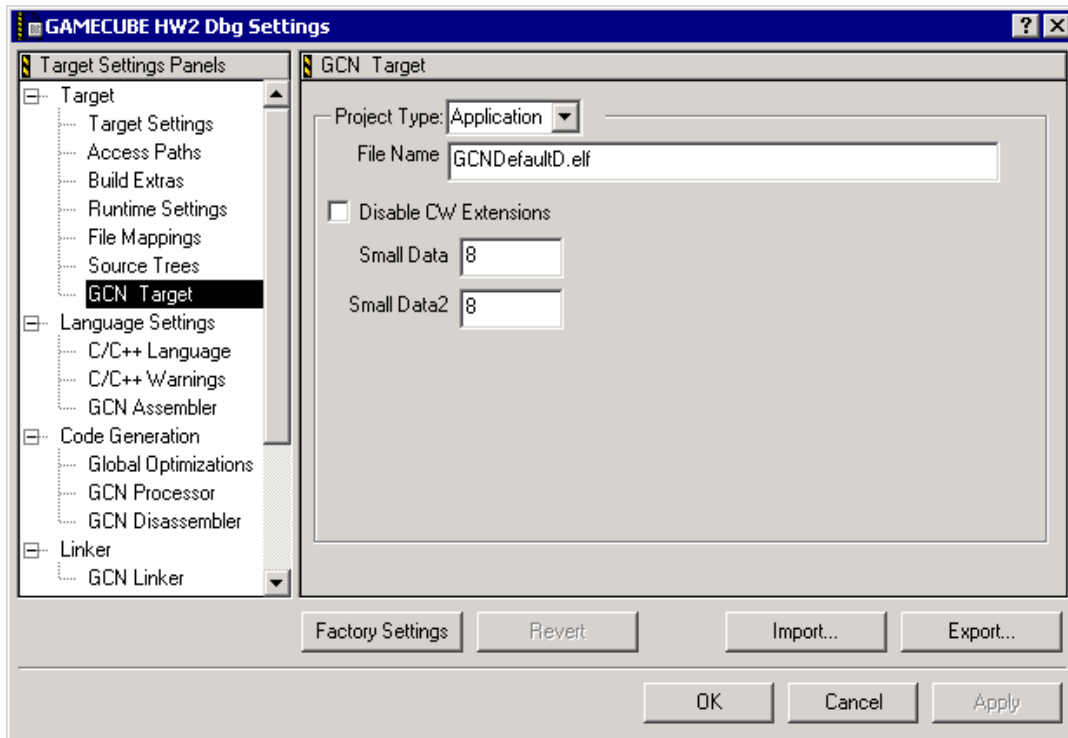 GAMECUBE HW2 Dbg Settings
Target Settings Panels
Target
Target Settings
Access Paths
Build Extras
Runtime Settings
File Mappings
Source Trees
GCN Target
Language Settings
C/C++ Language
C/C++ Warnings
GCN Assembler
Code Generation
Global Optimizations
GCN Processor
GCN Disassembler
Linker
GCN Linker
GCN Target
Project Type: Application
File Name GCNDefaultD.elf
Disable CW Extensions
Small Data 8
Small Data2 8
Factory Settings Revert Import... Export...
OK Cancel Apply